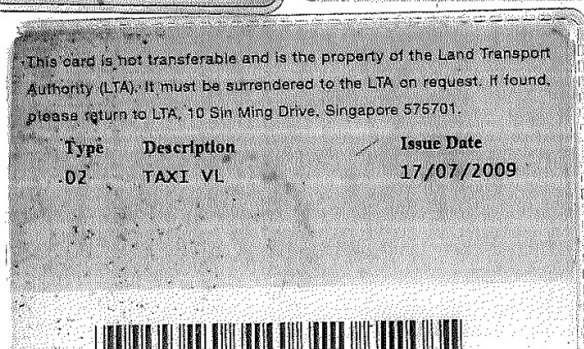 This card is not transferable and is the property of the Land Transport
Authority (LTA). It must be surrendered to the LTA on request. If found,
please return to LTA, 10 Sin Ming Drive, Singapore 575701.
Type Description Issue Date
02 TAXI VL 17/07/2009